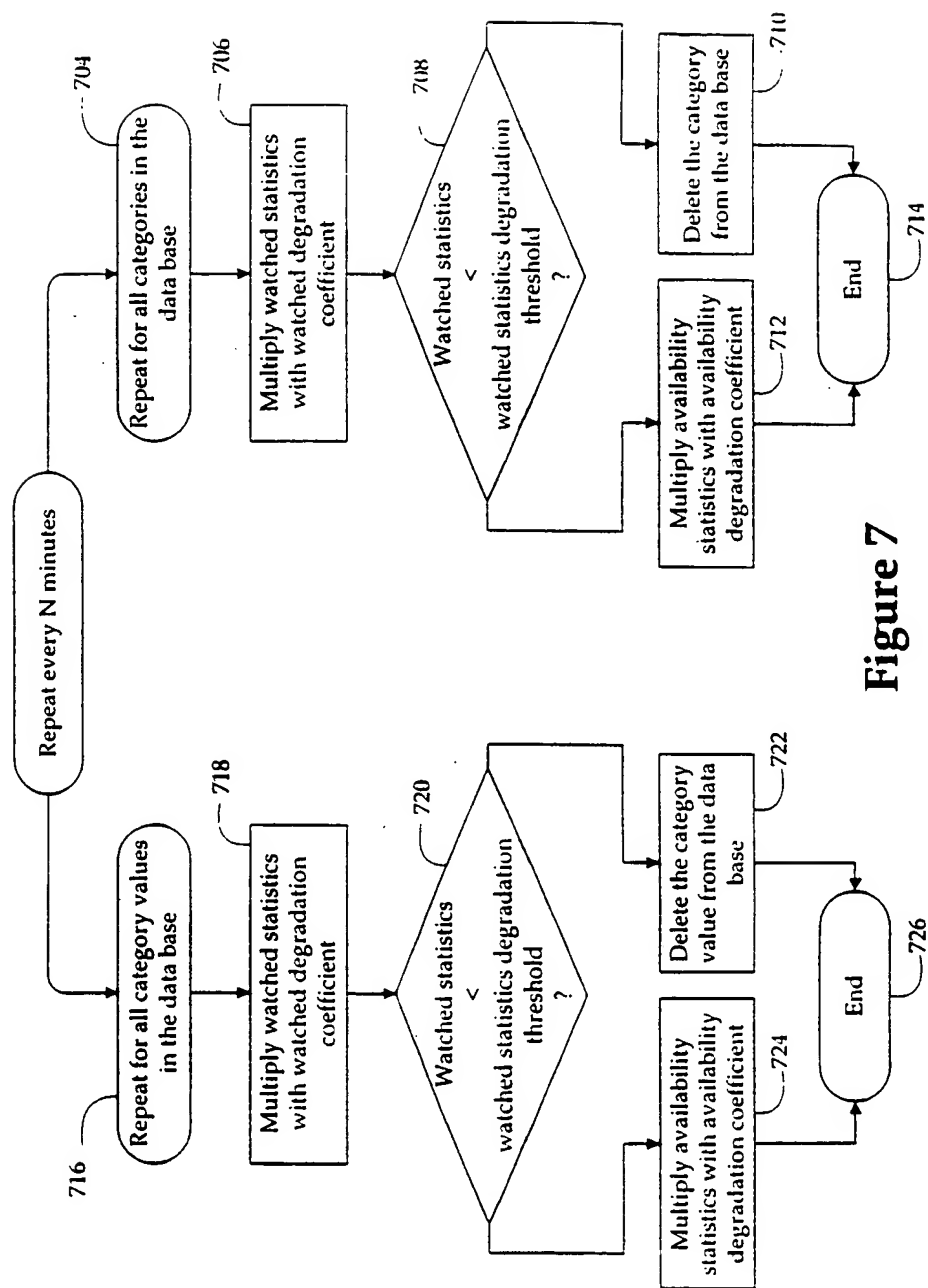 Repeat every N minutes
716
Repeat for all category values
in the data base
718
Multiply watched statistics
with watched degradation
coefficient
720
Watched statistics
<
watched statistics degradation
threshold
?
724
Multiply availability
statistics with availability
degradation coefficient
722
Delete the category
value from the data
base
End
726
704
Repeat for all categories in the
data base
706
Multiply watched statistics
with watched degradation
coefficient
708
Watched statistics
<
watched statistics degradation
threshold
?
712
Multiply availability
statistics with availability
degradation coefficient
710
Delete the category
from the data base
End
714
Figure 7